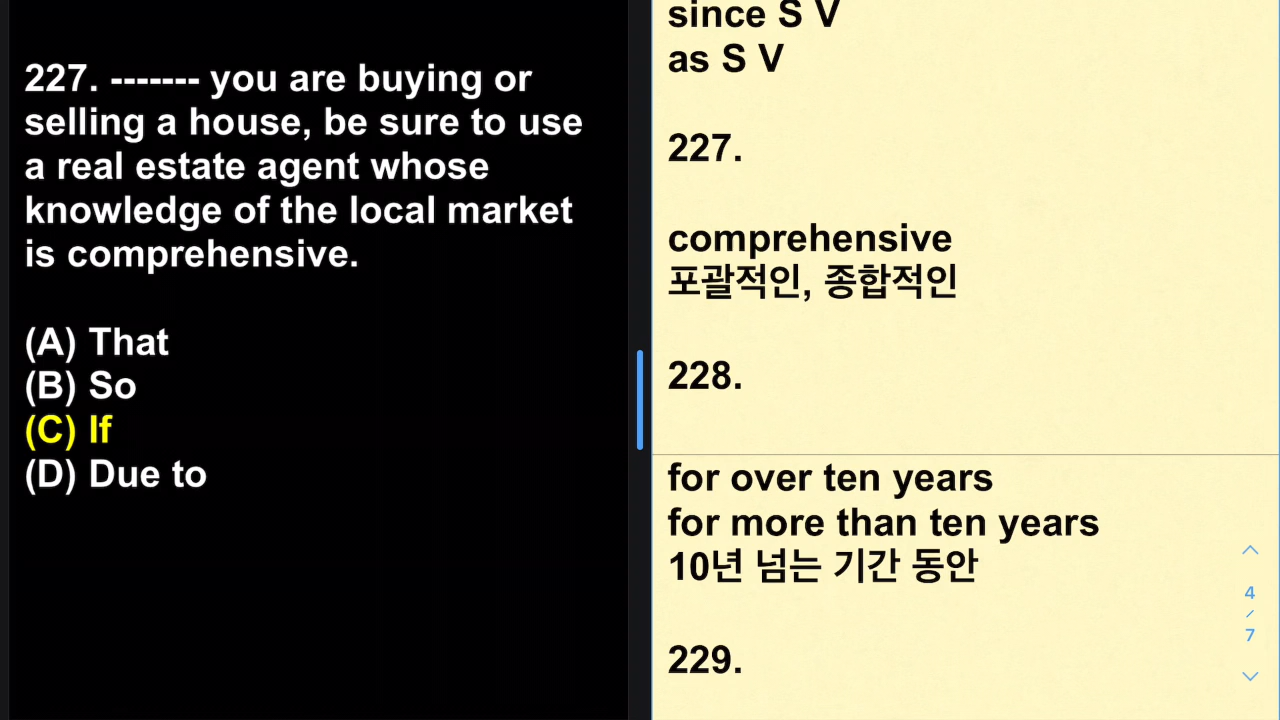 227. ------- you are buying or
selling a house, be sure to use
a real estate agent whose
knowledge of the local market
is comprehensive.
(A) That
(B) So
(C) If
(D) Due to
since S V
as S V
227.
comprehensive
포괄적인, 종합적인
228.
for over ten years
for more than ten years
10년 넘는 기간 동안
229.
4
/
7